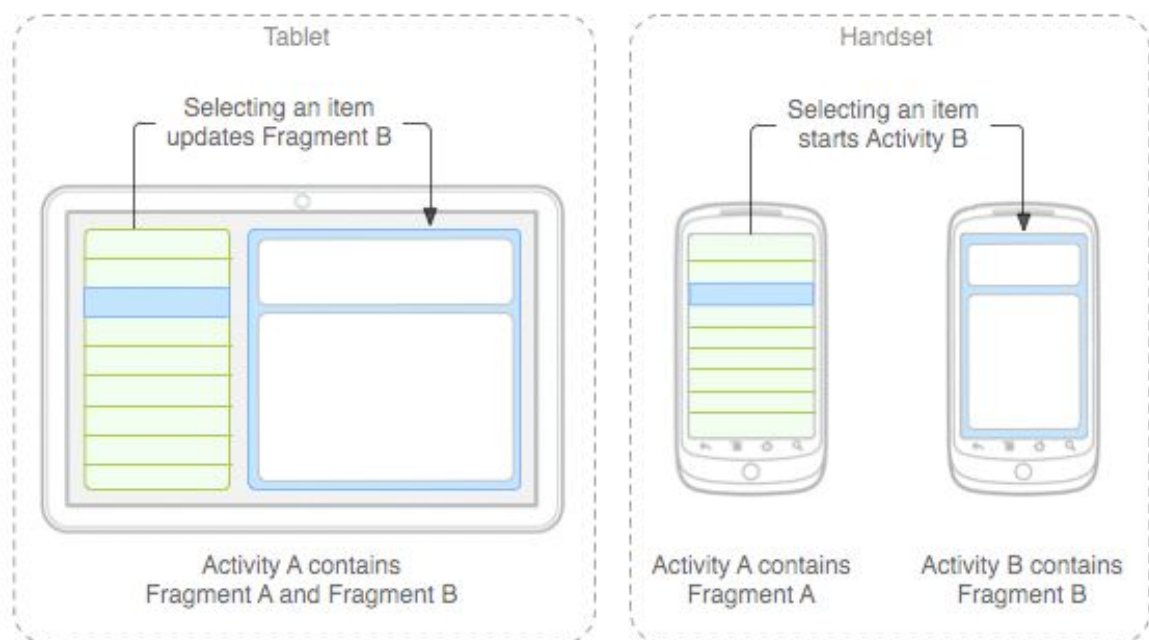 Tablet
Selecting an item
updates Fragment B
Activity A contains
Fragment A and Fragment B
Handset
Selecting an item
starts Activity B
Activity A contains
Fragment A
Activity B contains
Fragment B